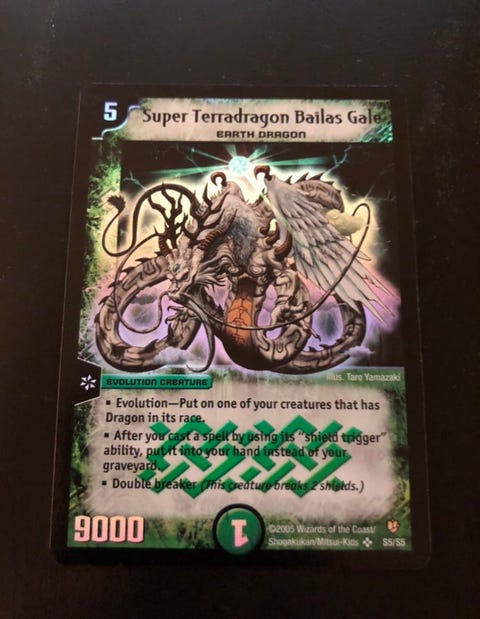 5 Super Terradragon Bailas Gale
EARTH DRAGON
Illus. Taro Yamazaki
EVOLUTION CREATURE
▪ Evolution—Put on one of your creatures that has
Dragon in its race.
▪ After you cast a spell by using its "shield trigger"
ability, put it into your hand instead of your
graveyard.
▪ Double breaker (This creature breaks 2 shields.)
9000
1
©2005 Wizards of the Coast/
Shogakukan/Mitsui-Kids S5/S5